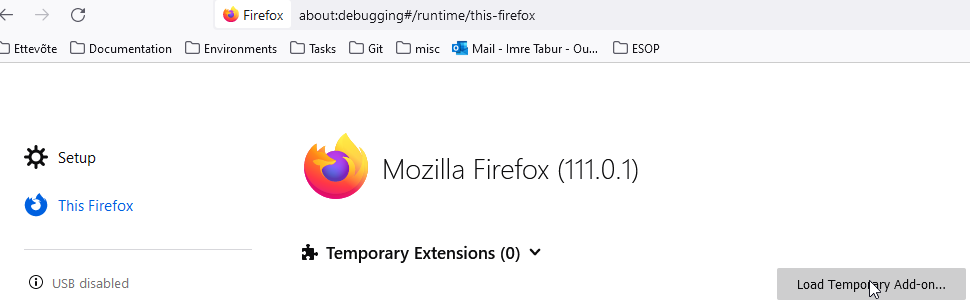 Firefox about:debugging#/runtime/this-firefox
Ettevõte Documentation Environments Tasks Git misc Mail - Imre Tabur - Ou... ESOP
Setup
Mozilla Firefox (111.0.1)
This Firefox
Temporary Extensions (0)
USB disabled
Load Temporary Add-on...